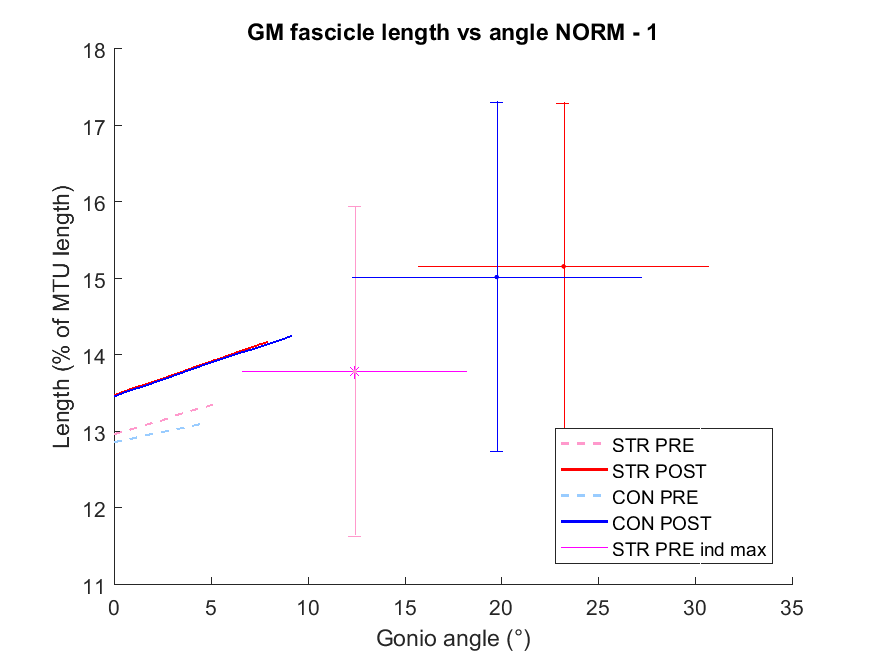 GM fascicle length vs angle NORM - 1
18
17
16
15
14
13
12
11
Length (% of MTU length)
0
5
10
15
20
25
30
35
Gonio angle (°)
STR PRE
STR POST
CON PRE
CON POST
STR PRE ind max